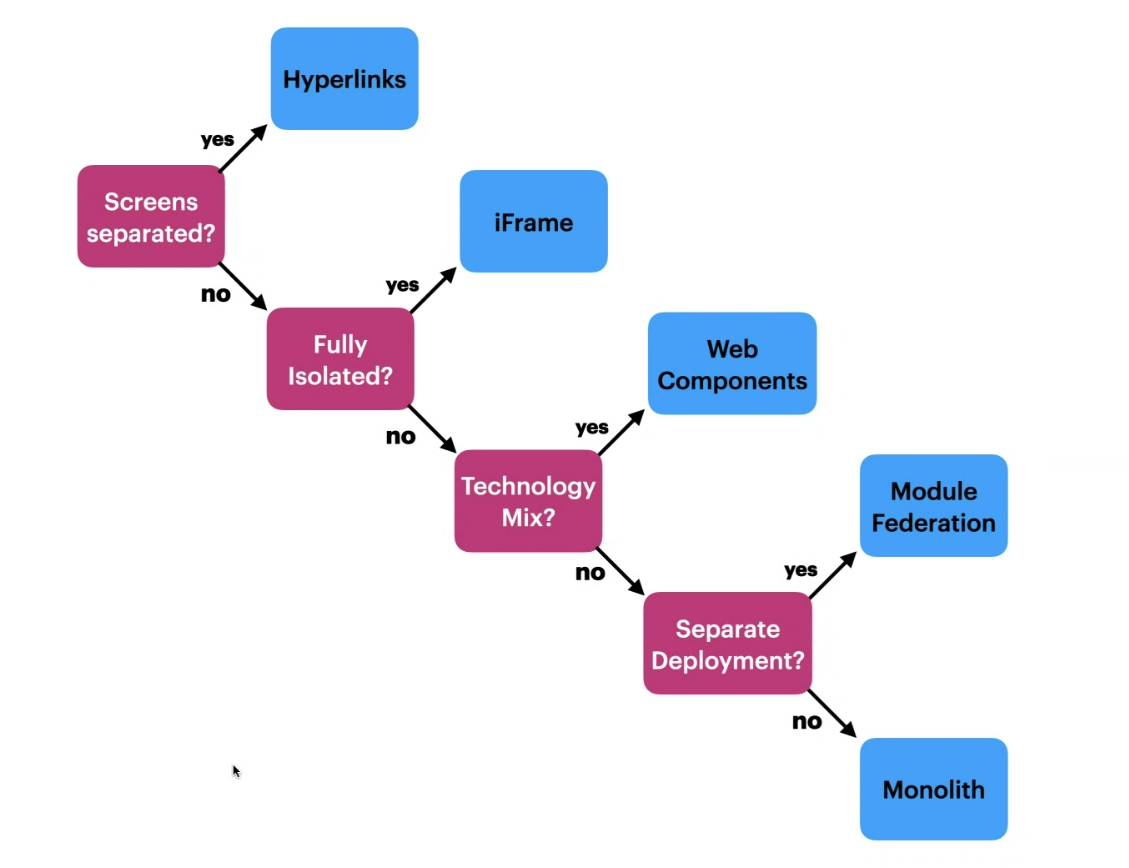 Hyperlinks
yes
Screens
separated?
no
iFrame
yes
Fully
Isolated?
no
Web
Components
yes
Technology
Mix?
no
Module
Federation
yes
Separate
Deployment?
no
Monolith